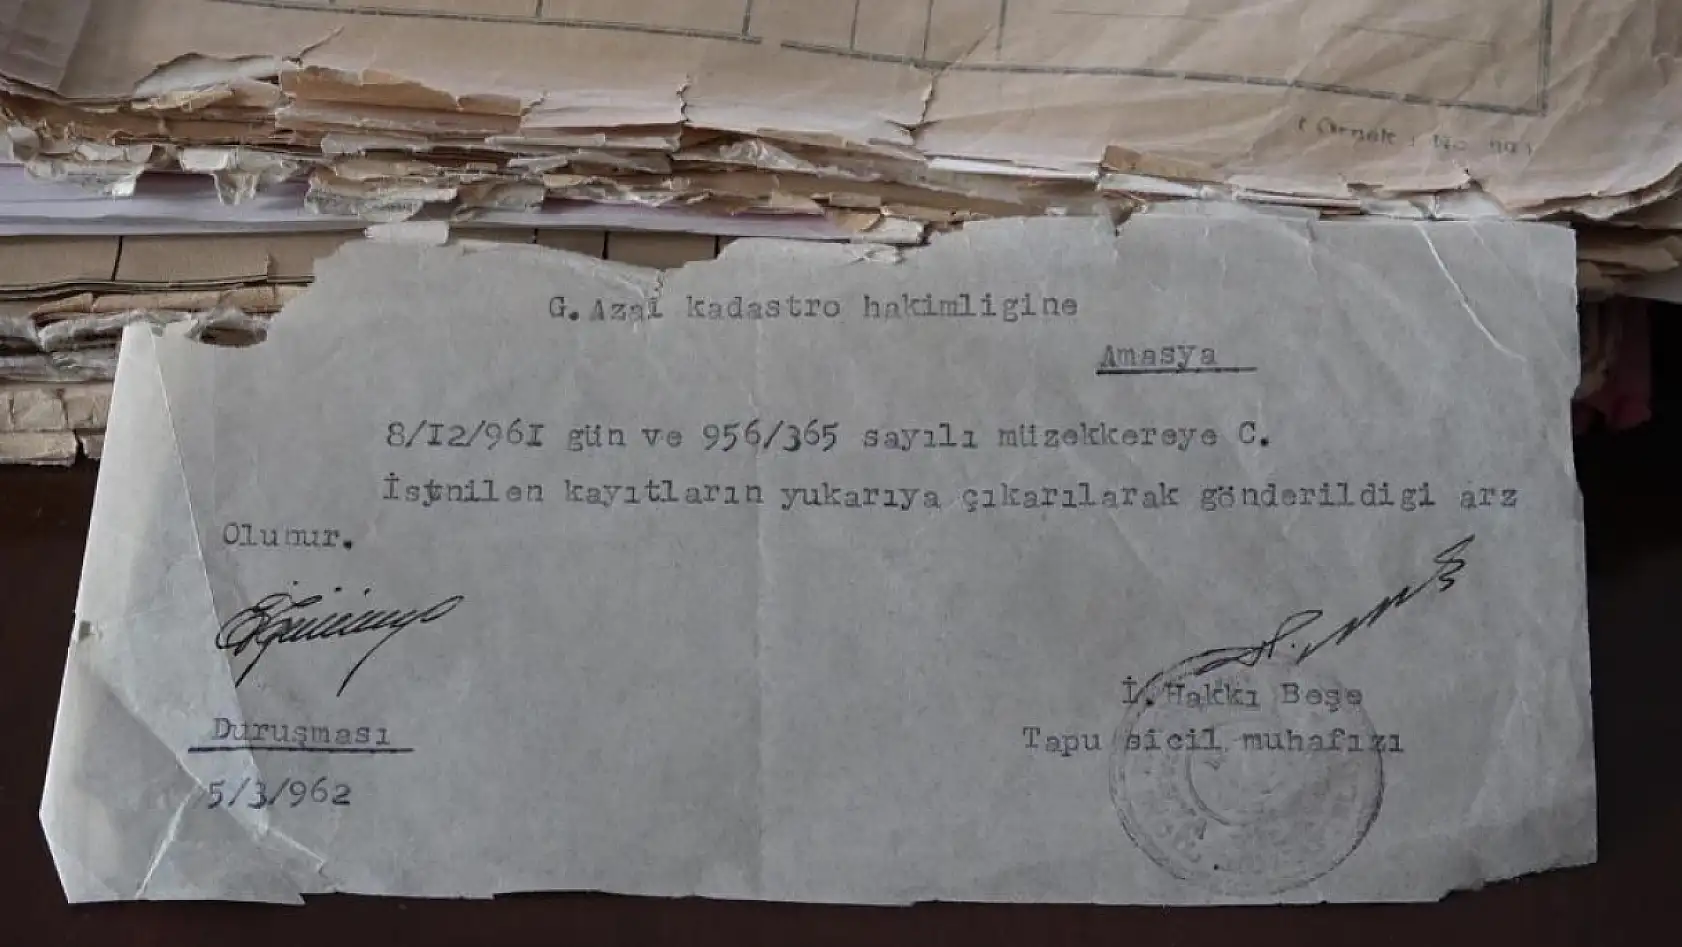 G. Azai kadastro hakimligine
Amasya
8/I2/96I gün ve 956/365 sayılı müzekkereye C.
İstnilen kayıtların yukarıya çıkarılarak gönderildigi arz
Olunur.
İ. Hakkı Beşe
Duruşması
Tapu sicil muhafızı
5/3/962